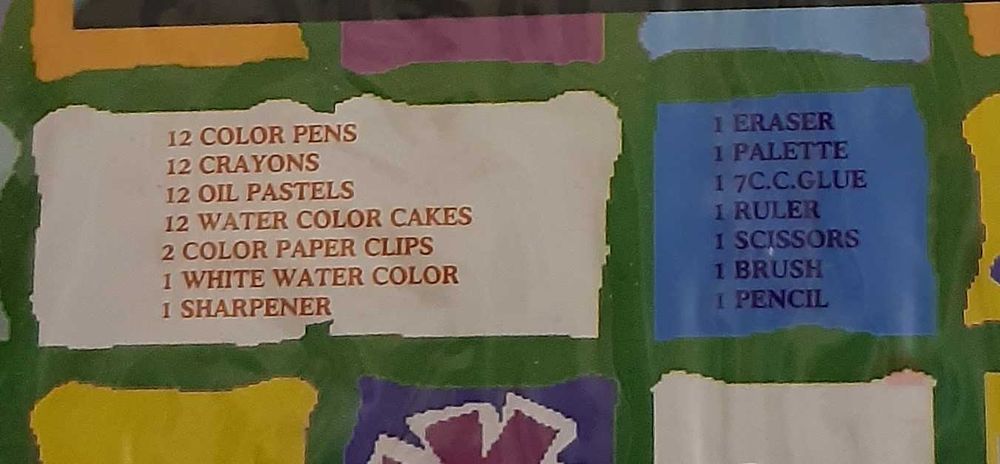 12 COLOR PENS
12 CRAYONS
12 OIL PASTELS
12 WATER COLOR CAKES
2 COLOR PAPER CLIPS
1 WHITE WATER COLOR
1 SHARPENER
1 ERASER
1 PALETTE
1 7C.C.GLUE
1 RULER
1 SCISSORS
1 BRUSH
1 PENCIL